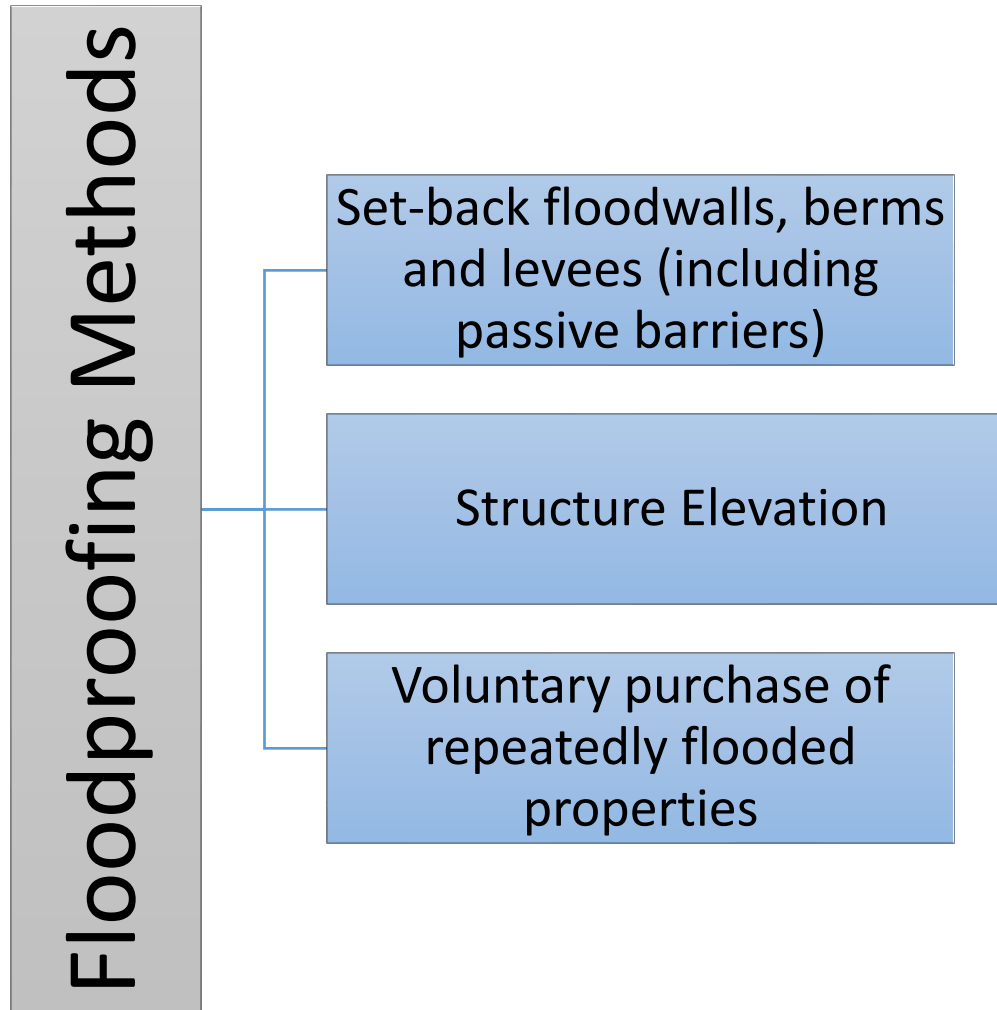 Floodproofing Methods
Set-back floodwalls, berms
and levees (including
passive barriers)
Structure Elevation
Voluntary purchase of
repeatedly flooded
properties